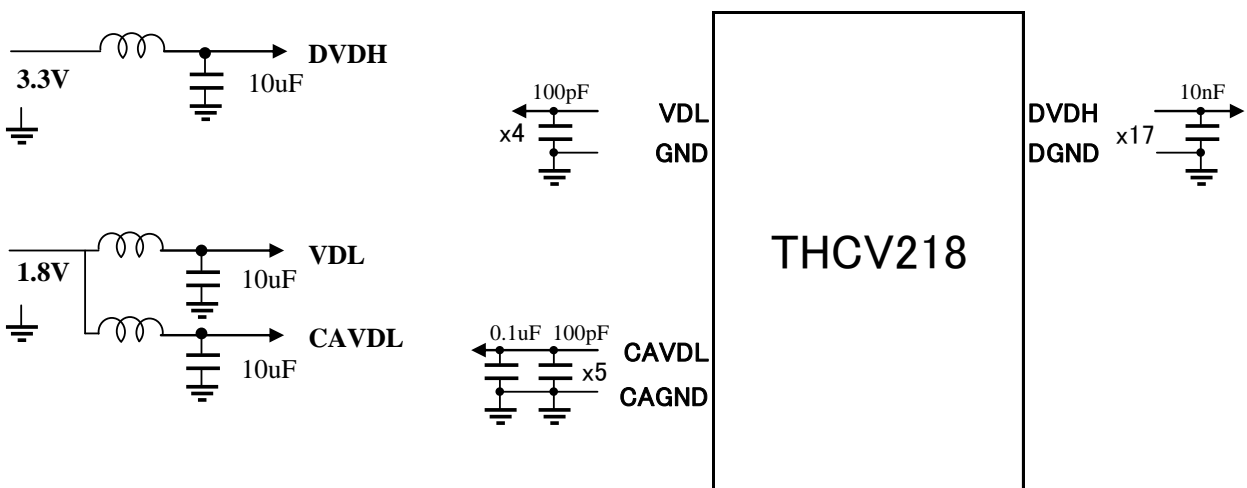 DVDH
3.3V
10uF
100pF
VDL
x4
GND
DVDH
10nF
DGND
x17
THCV218
VDL
1.8V
10uF
CAVDL
10uF
0.1uF 100pF
CAVDL
x5
CAGND